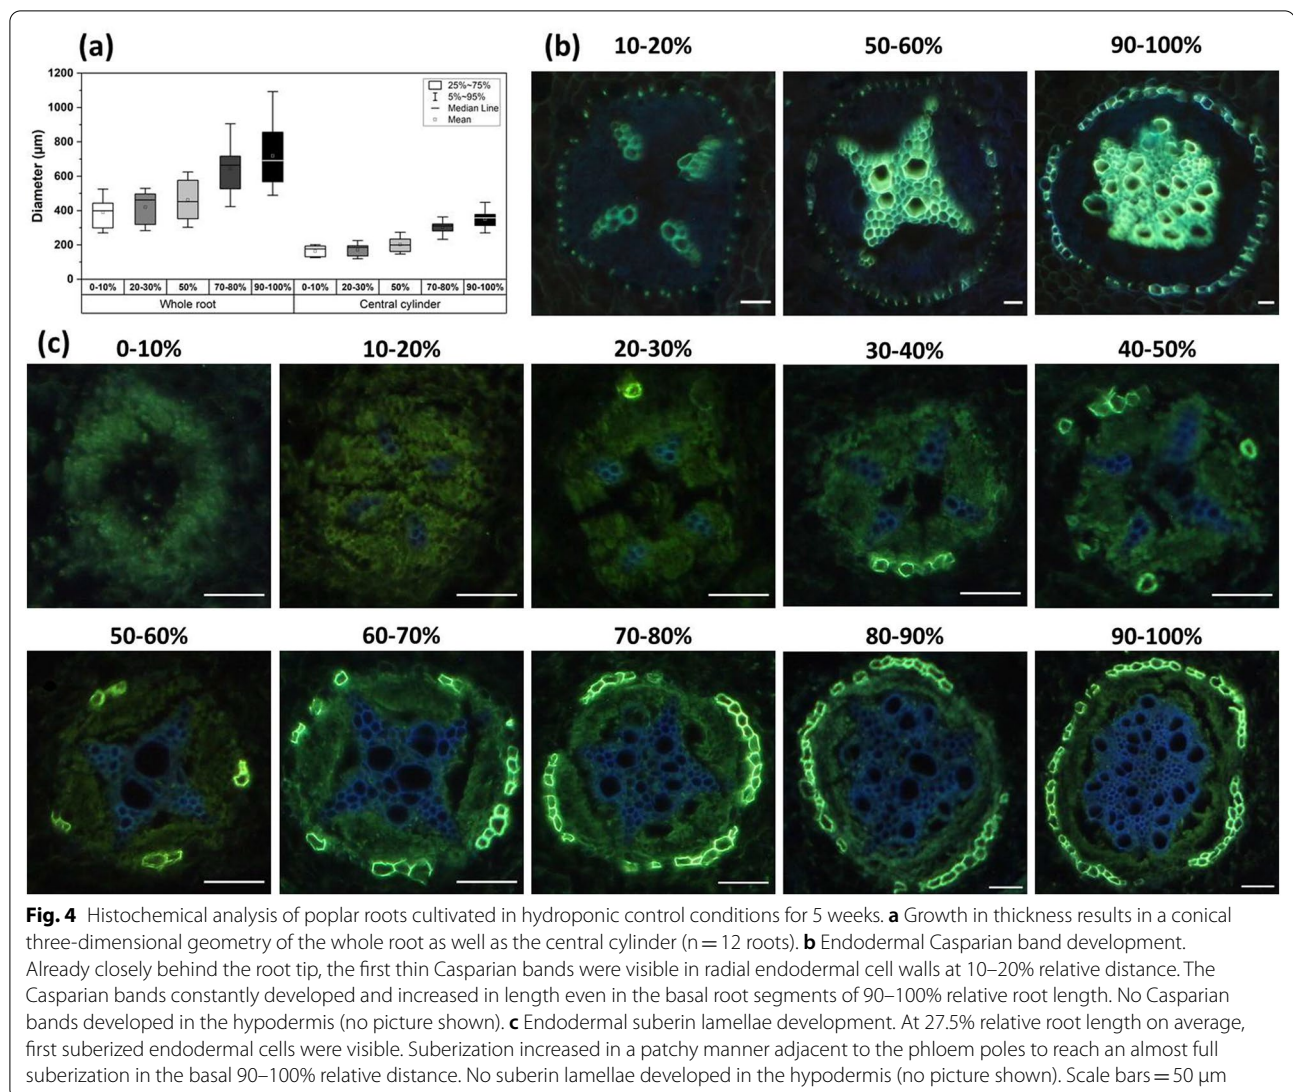 (a)
1200
1000
800
600
400
200
0
Diameter (µm)
25%~75%
5%~95%
Median Line
Mean
0-10% 20-30% 50% 70-80% 90-100% 0-10% 20-30% 50% 70-80% 90-100%
Whole root Central cylinder
(b) 10-20% 50-60% 90-100%
(c) 0-10% 10-20% 20-30% 30-40% 40-50%
50-60% 60-70% 70-80% 80-90% 90-100%
Fig. 4 Histochemical analysis of poplar roots cultivated in hydroponic control conditions for 5 weeks. a Growth in thickness results in a conical
three-dimensional geometry of the whole root as well as the central cylinder (n = 12 roots). b Endodermal Casparian band development.
Already closely behind the root tip, the first thin Casparian bands were visible in radial endodermal cell walls at 10–20% relative distance. The
Casparian bands constantly developed and increased in length even in the basal root segments of 90–100% relative root length. No Casparian
bands developed in the hypodermis (no picture shown). c Endodermal suberin lamellae development. At 27.5% relative root length on average,
first suberized endodermal cells were visible. Suberization increased in a patchy manner adjacent to the phloem poles to reach an almost full
suberization in the basal 90–100% relative distance. No suberin lamellae developed in the hypodermis (no picture shown). Scale bars = 50 µm